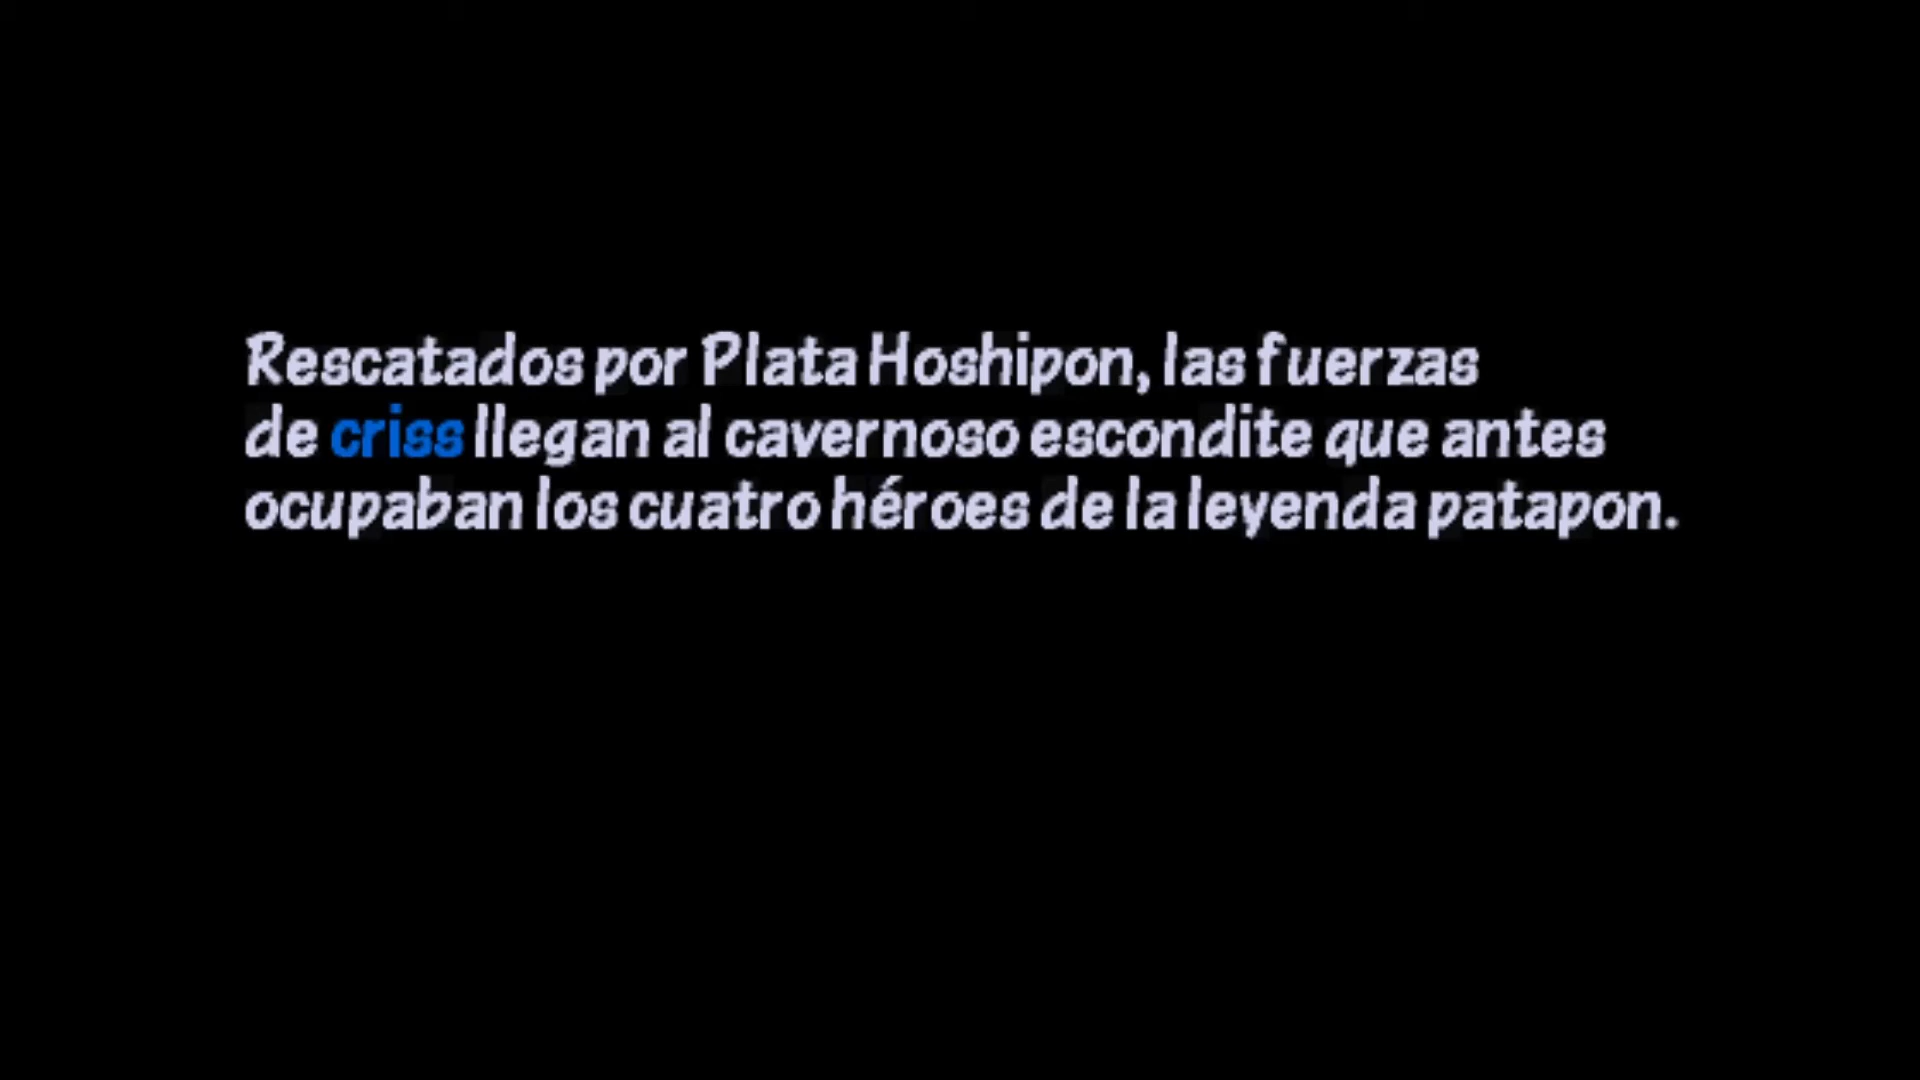 Rescatados por Plata Hoshipon, las fuerzas
de criss llegan al cavernoso escondite que antes
ocupaban los cuatro héroes de la leyenda patapon.